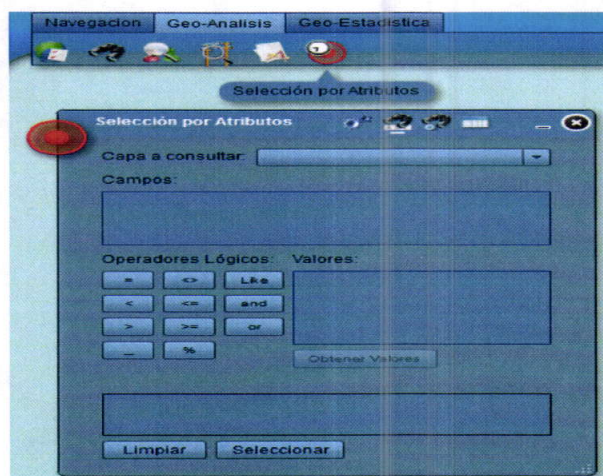 Navegacion Geo-Analisis Geo-Estadistica
Selección por Atributos
Selección por Atributos
Capa a consultar:
Campos:
Operadores Lógicos: Valores:
= <> Like
< <= and
> >= or
_ %
Obtener Valores
Limpiar Seleccionar